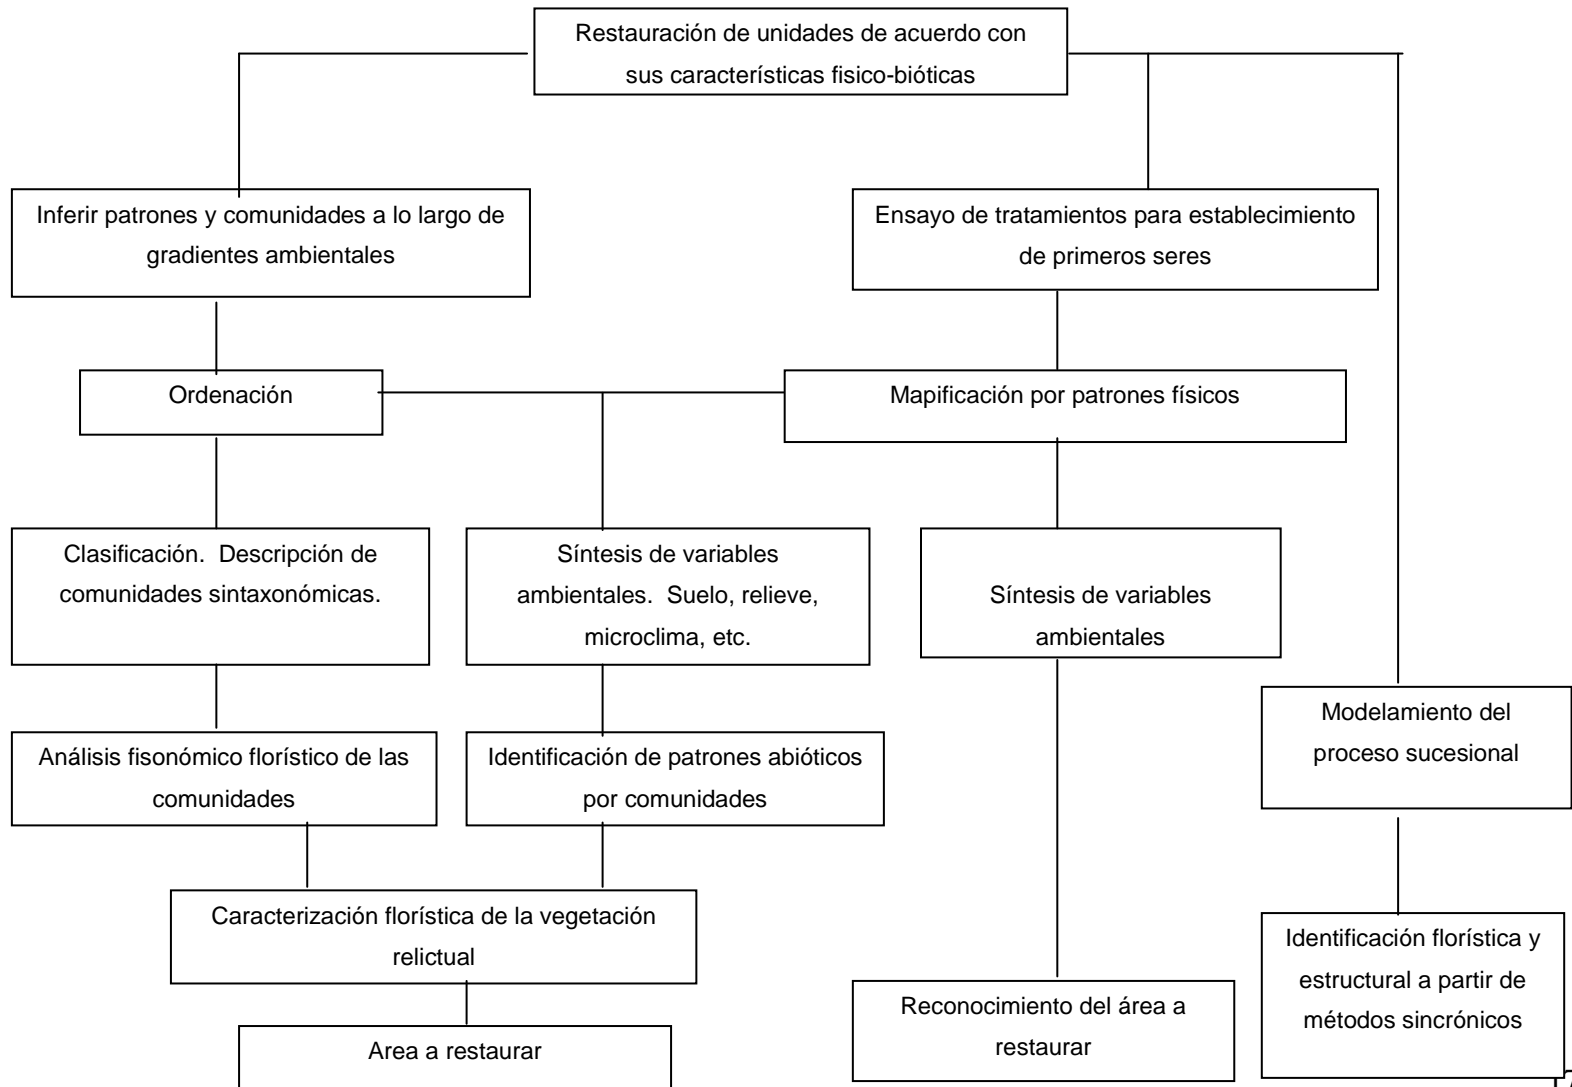 Restauración de unidades de acuerdo con
sus características fisico-bióticas
Inferir patrones y comunidades a lo largo de
gradientes ambientales
Ensayo de tratamientos para establecimiento
de primeros seres
Ordenación
Mapificación por patrones físicos
Clasificación.  Descripción de
comunidades sintaxonómicas.
Síntesis de variables
ambientales.  Suelo, relieve,
microclima, etc.
Síntesis de variables
ambientales
Modelamiento del
proceso sucesional
Análisis fisonómico florístico de las
comunidades
Identificación de patrones abióticos
por comunidades
Caracterización florística de la vegetación
relictual
Identificación florística y
estructural a partir de
métodos sincrónicos
Reconocimiento del área a
restaurar
Area a restaurar